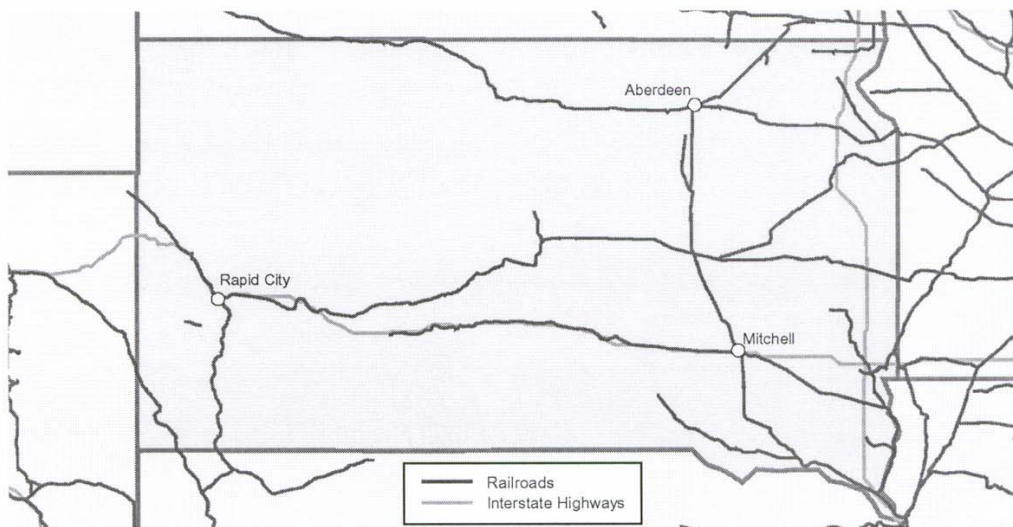 Aberdeen
Rapid City
Mitchell
Railroads
Interstate Highways